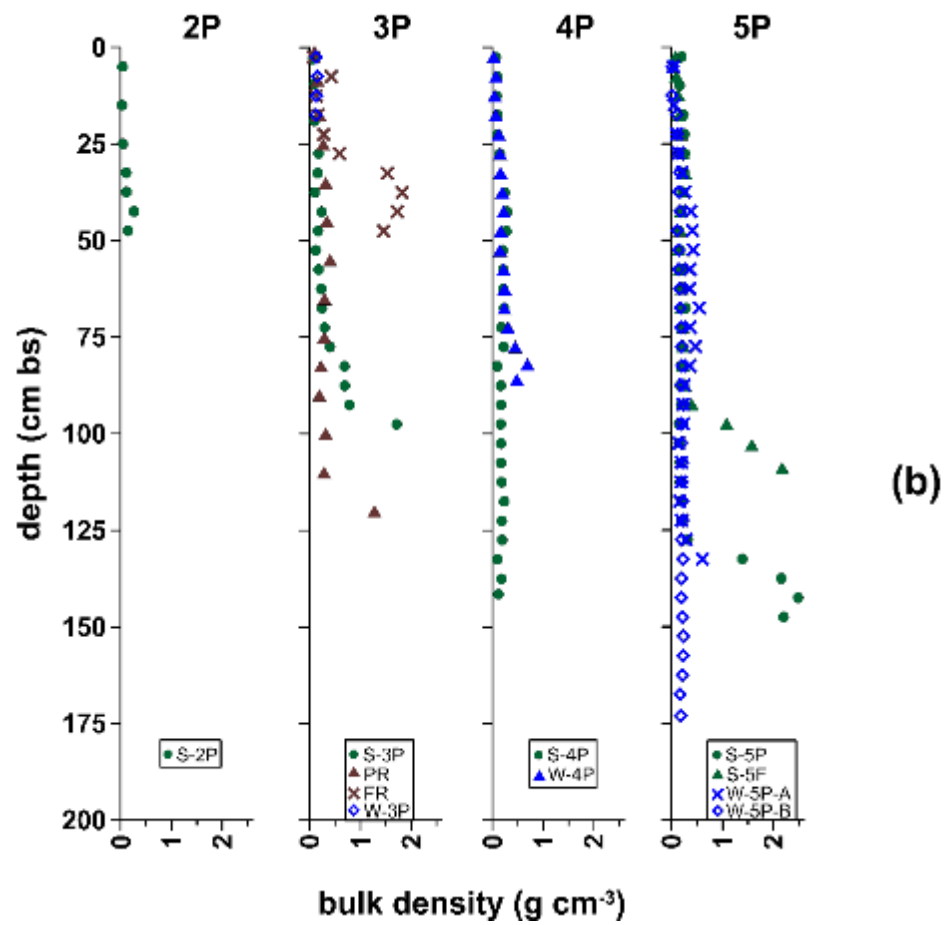 2P 3P 4P 5P
0
25
50
75
100
125
150
175
200
depth (cm bs)
S-2P
S-3P
PR
FR
W-3P
S-4P
W-4P
S-5P
S-5F
W-5P-A
W-5P-B
0 1 2 0 1 2 0 1 2 0 1 2
bulk density (g cm-3)
(b)